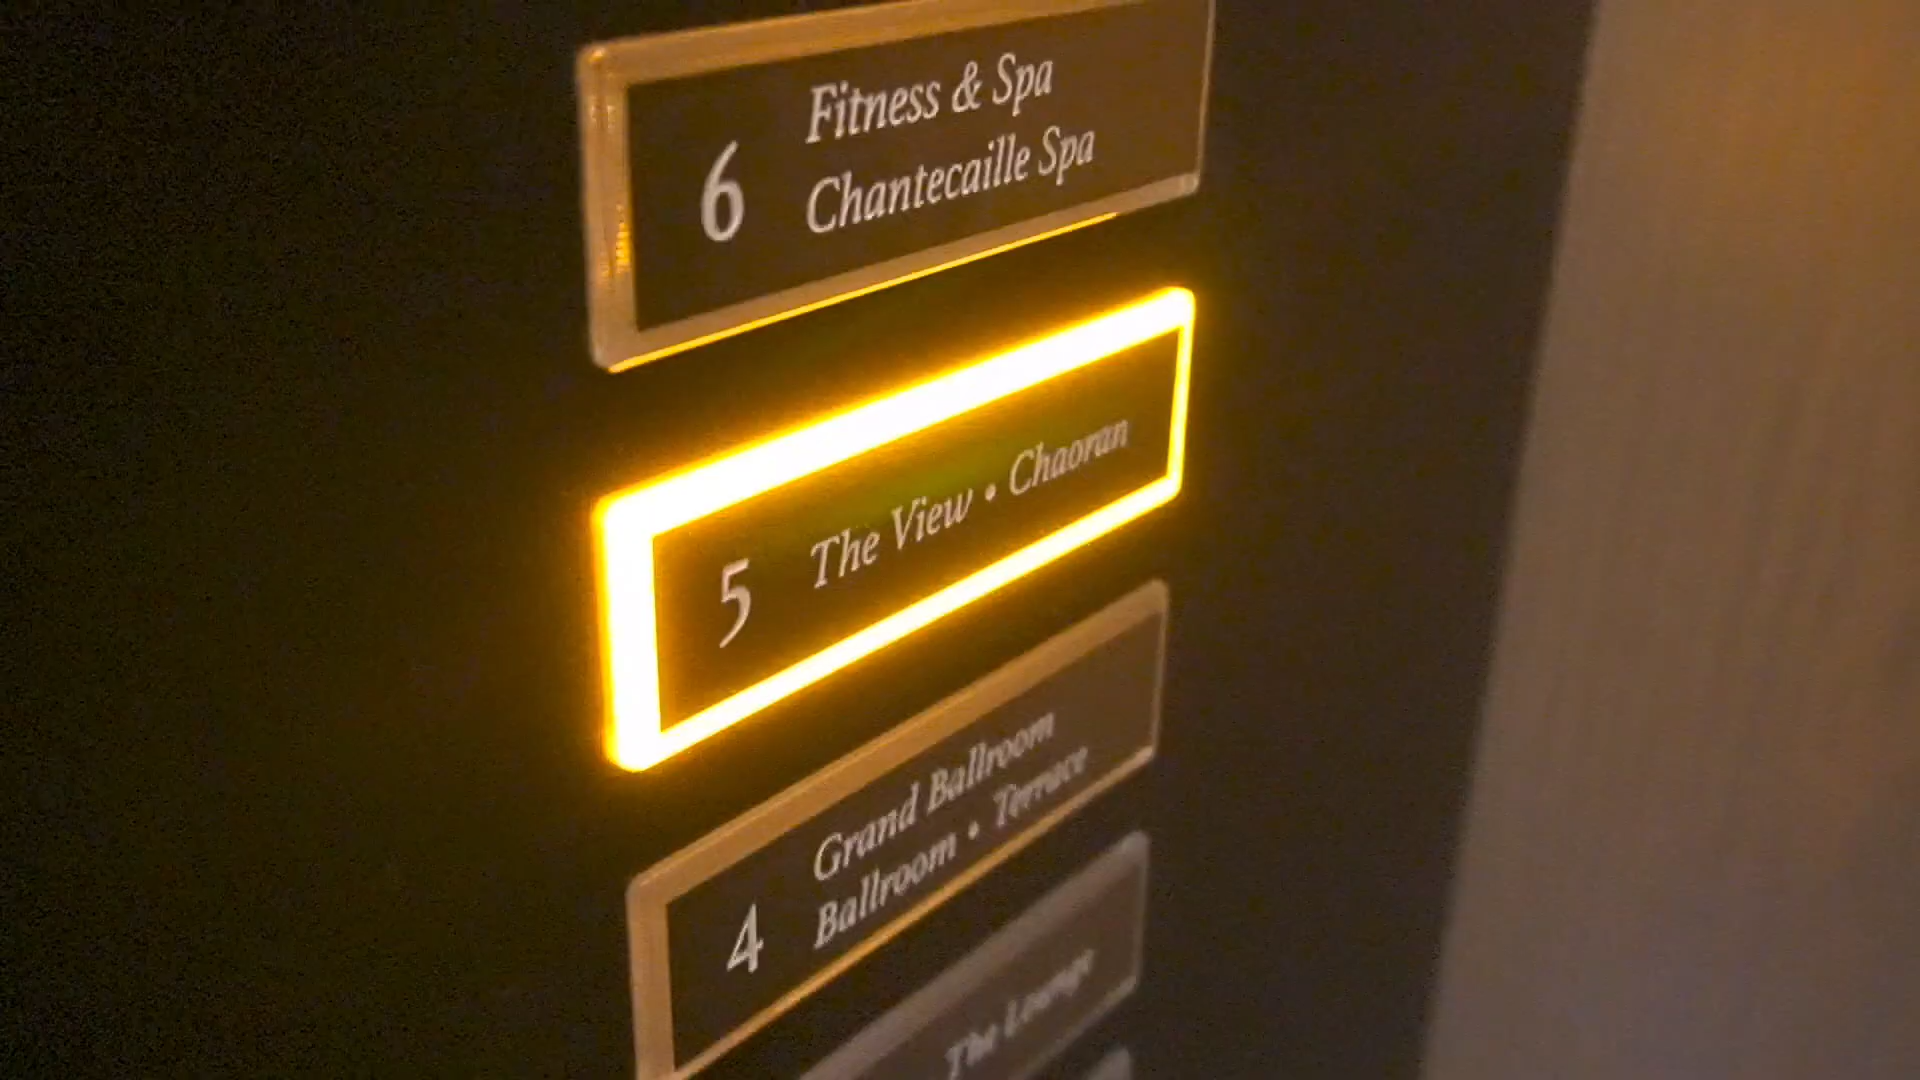 6
Fitness & Spa
Chantecaille Spa
5
The View • Chaoran
4
Grand Ballroom
Ballroom • Terrace
The Lounge